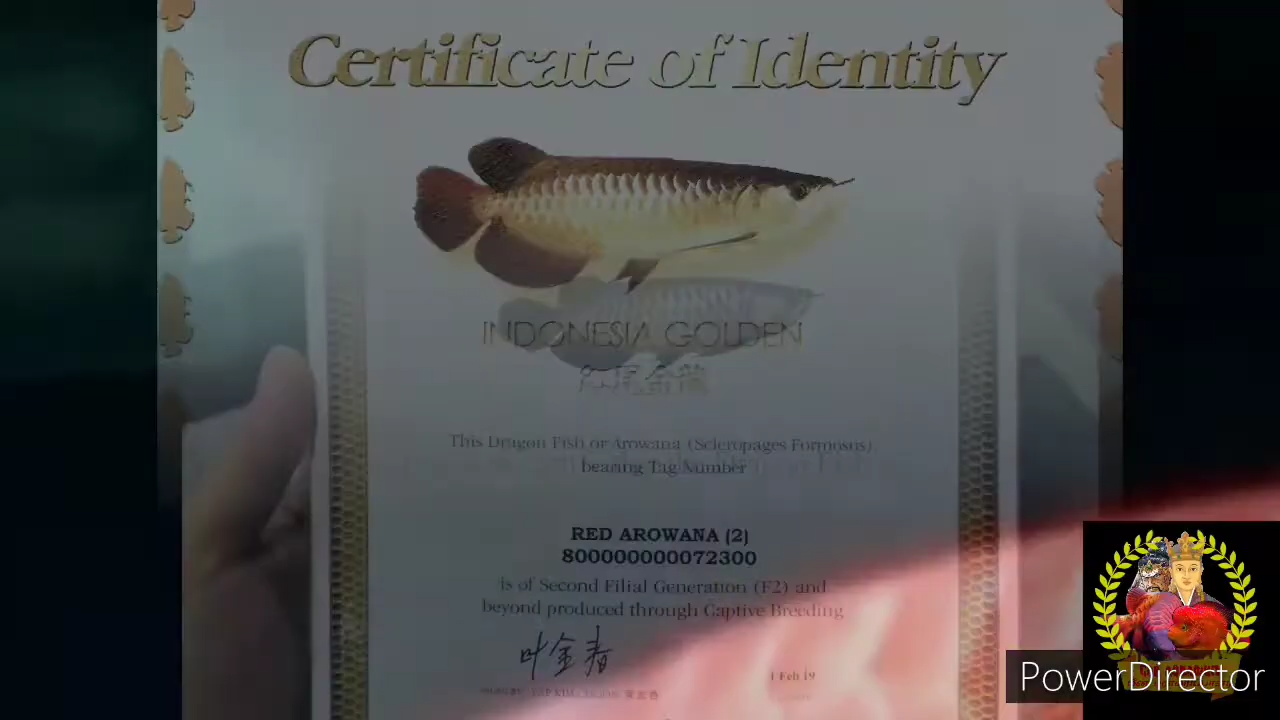 Certificate of Identity
INDONESIA GOLDEN
This Dragon Fish or Arowana (Scleropages Formosus)
bearing Tag Number
RED AROWANA (2)
800000000072300
is of Second Filial Generation (F2) and
beyond produced through Captive Breeding
叶金春
1 Feb 19
PowerDirector